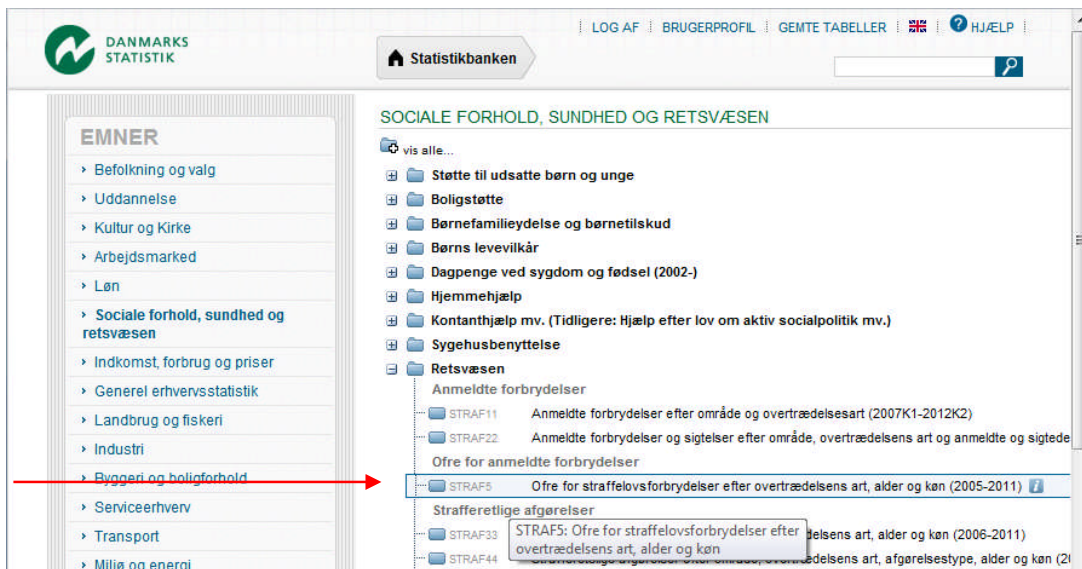 DANMARKS
STATISTIK
LOG AF BRUGERPROFIL GEMTE TABELLER HJÆLP
Statistikbanken
EMNER
Befolkning og valg
Uddannelse
Kultur og Kirke
Arbejdsmarked
Løn
Sociale forhold, sundhed og
retsvæsen
Indkomst, forbrug og priser
Generel erhvervsstatistik
Landbrug og fiskeri
Industri
Byggeri og boligforhold
Serviceerhverv
Transport
Miljø og energi
SOCIALE FORHOLD, SUNDHED OG RETSVÆSEN
vis alle...
Støtte til udsatte børn og unge
Boligstøtte
Børnefamilieydelse og børnetilskud
Børns levevilkår
Dagpenge ved sygdom og fødsel (2002-)
Hjemmehjælp
Kontanthjælp mv. (Tidligere: Hjælp efter lov om aktiv socialpolitik mv.)
Sygehusbenyttelse
Retsvæsen
Anmeldte forbrydelser
STRAF11 Anmeldte forbrydelser efter område og overtrædelsesart (2007K1-2012K2)
STRAF22 Anmeldte forbrydelser og sigtelser efter område, overtrædelsens art og anmeldte og sigtede
Ofre for anmeldte forbrydelser
STRAF5 Ofre for straffelovsforbrydelser efter overtrædelsens art, alder og køn (2005-2011)
Strafferetlige afgørelser
STRAF33 delsens art, alder og køn (2006-2011)
STRAF5: Ofre for straffelovsforbrydelser efter
overtrædelsens art, alder og køn
STRAF44 overtrædelsens art, afgørelsestype, alder og køn (20